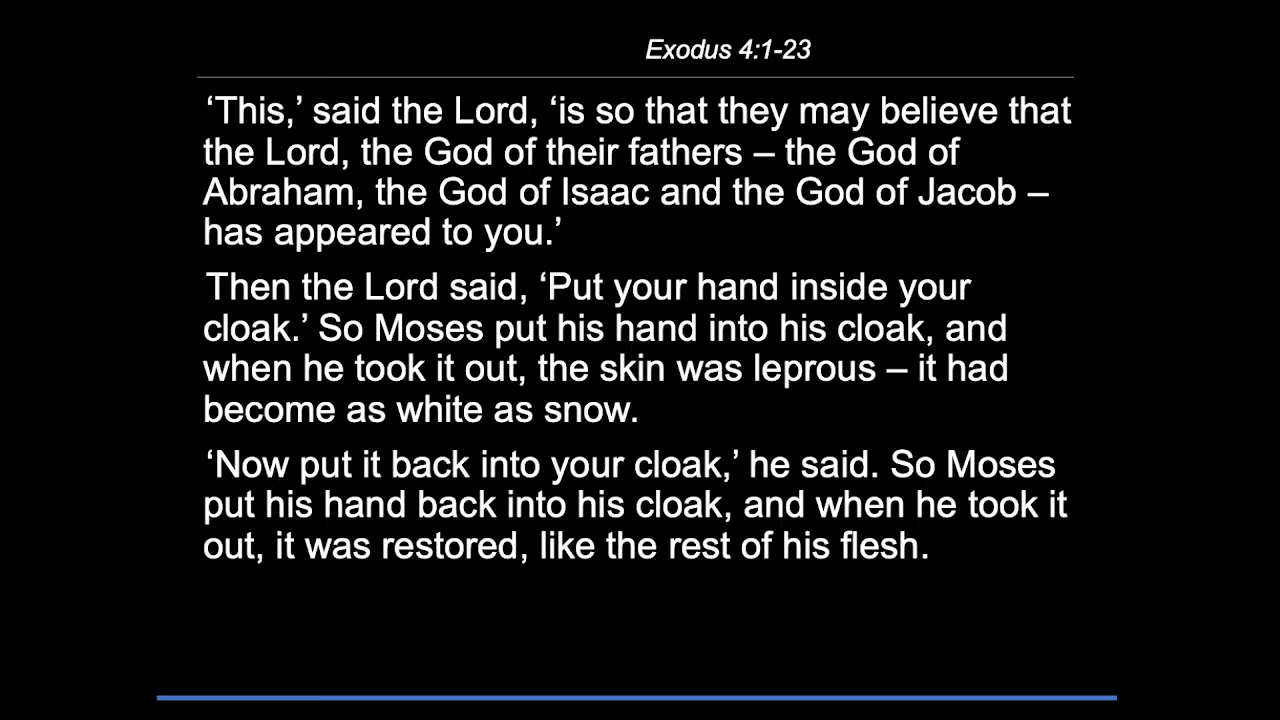 Exodus 4:1-23
‘This,’ said the Lord, ‘is so that they may believe that
the Lord, the God of their fathers – the God of
Abraham, the God of Isaac and the God of Jacob –
has appeared to you.’
Then the Lord said, ‘Put your hand inside your
cloak.’ So Moses put his hand into his cloak, and
when he took it out, the skin was leprous – it had
become as white as snow.
‘Now put it back into your cloak,’ he said. So Moses
put his hand back into his cloak, and when he took it
out, it was restored, like the rest of his flesh.